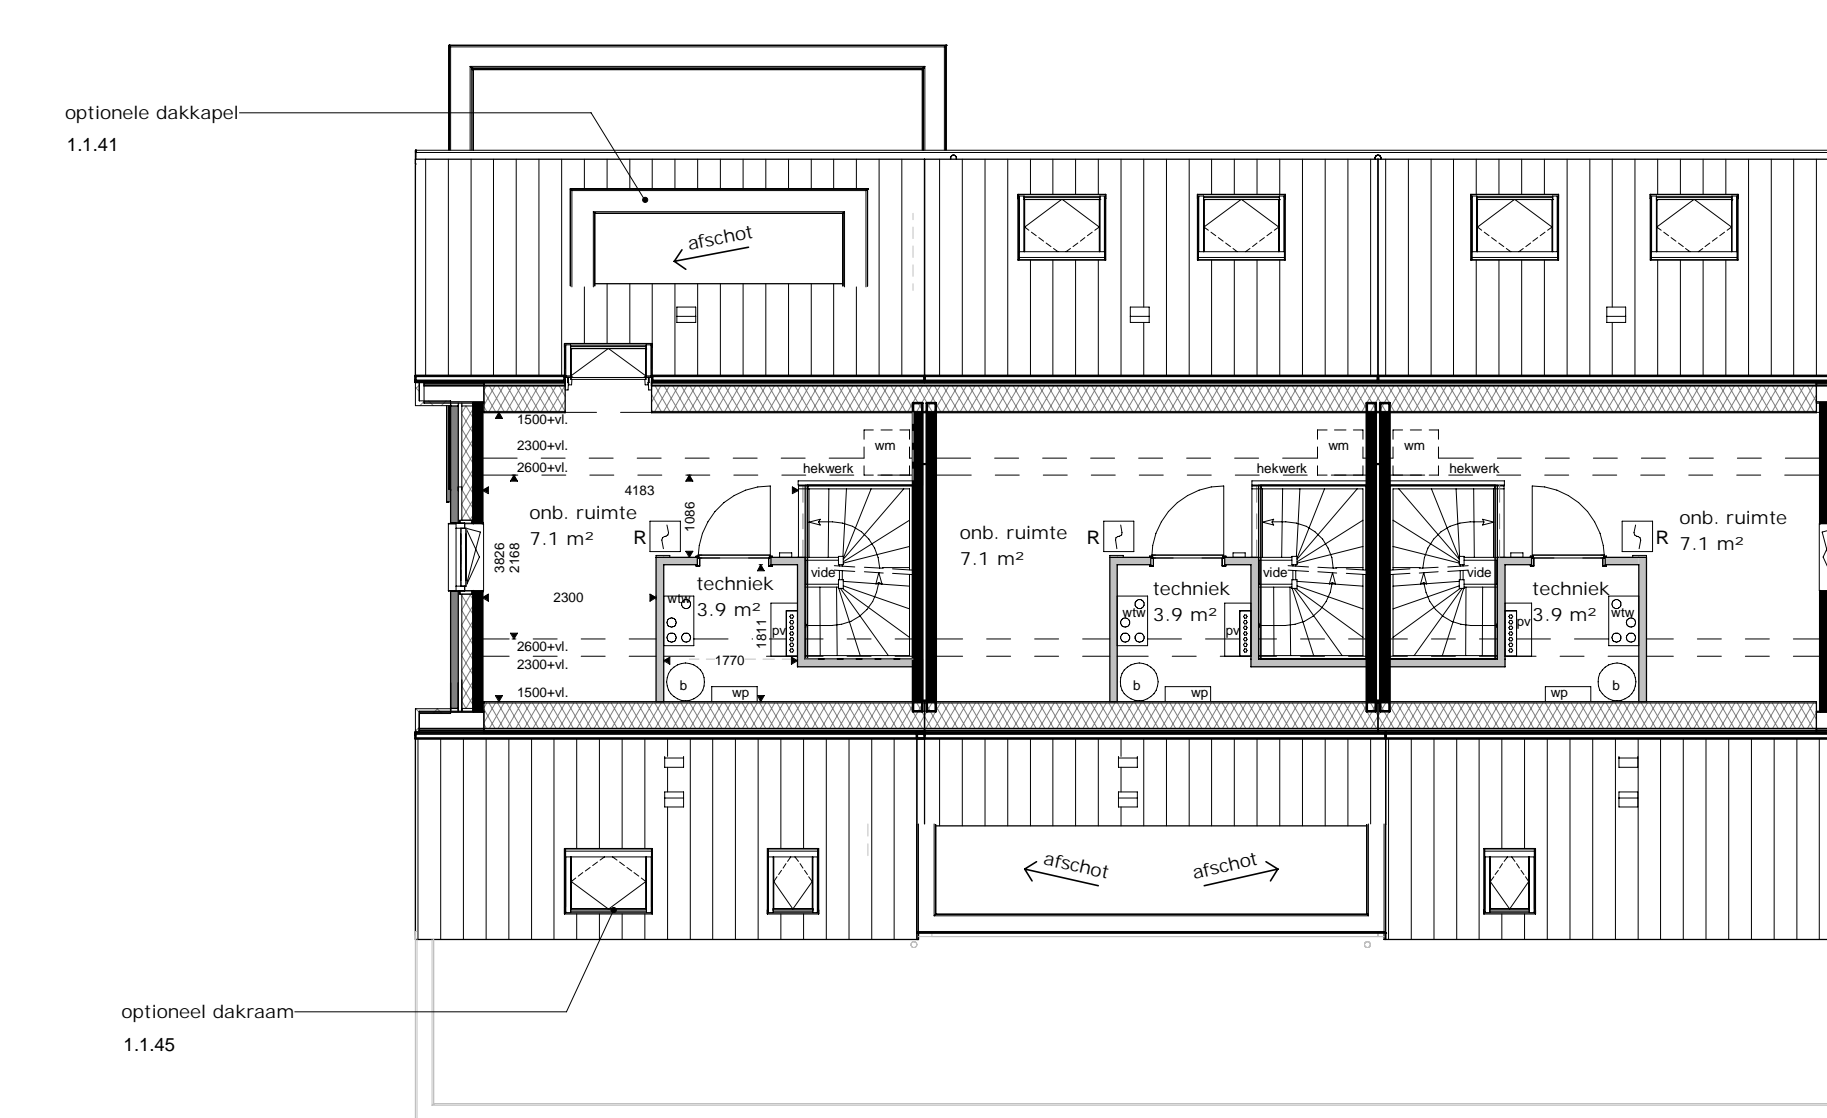 optionele dakkapel
1.1.41
afschot
1500+vl.
2300+vl.
2600+vl.
4183
1086
onb. ruimte
7.1 m²
R
3826
2168
2300
techniek
3.9 m²
wtw
pv
1811
1770
b
wp
vide
hekwerk
wm
2600+vl.
2300+vl.
1500+vl.
onb. ruimte
7.1 m²
R
techniek
3.9 m²
wtw
pv
b
wp
vide
hekwerk
wm
wm
hekwerk
vide
onb. ruimte
7.1 m²
R
techniek
3.9 m²
wtw
pv
wp
b
afschot
afschot
optioneel dakraam
1.1.45